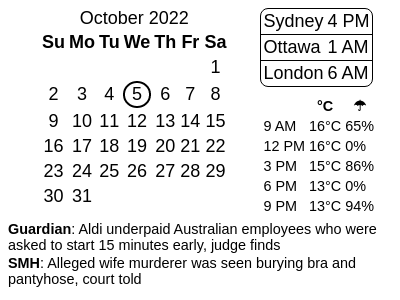 October 2022
Su Mo Tu We Th Fr Sa
1
2 3 4 5 6 7 8
9 10 11 12 13 14 15
16 17 18 19 20 21 22
23 24 25 26 27 28 29
30 31
Sydney 4 PM
Ottawa 1 AM
London 6 AM
°C ☂
9 AM 16°C 65%
12 PM 16°C 0%
3 PM 15°C 86%
6 PM 13°C 0%
9 PM 13°C 94%
Guardian: Aldi underpaid Australian employees who were
asked to start 15 minutes early, judge finds
SMH: Alleged wife murderer was seen burying bra and
pantyhose, court told